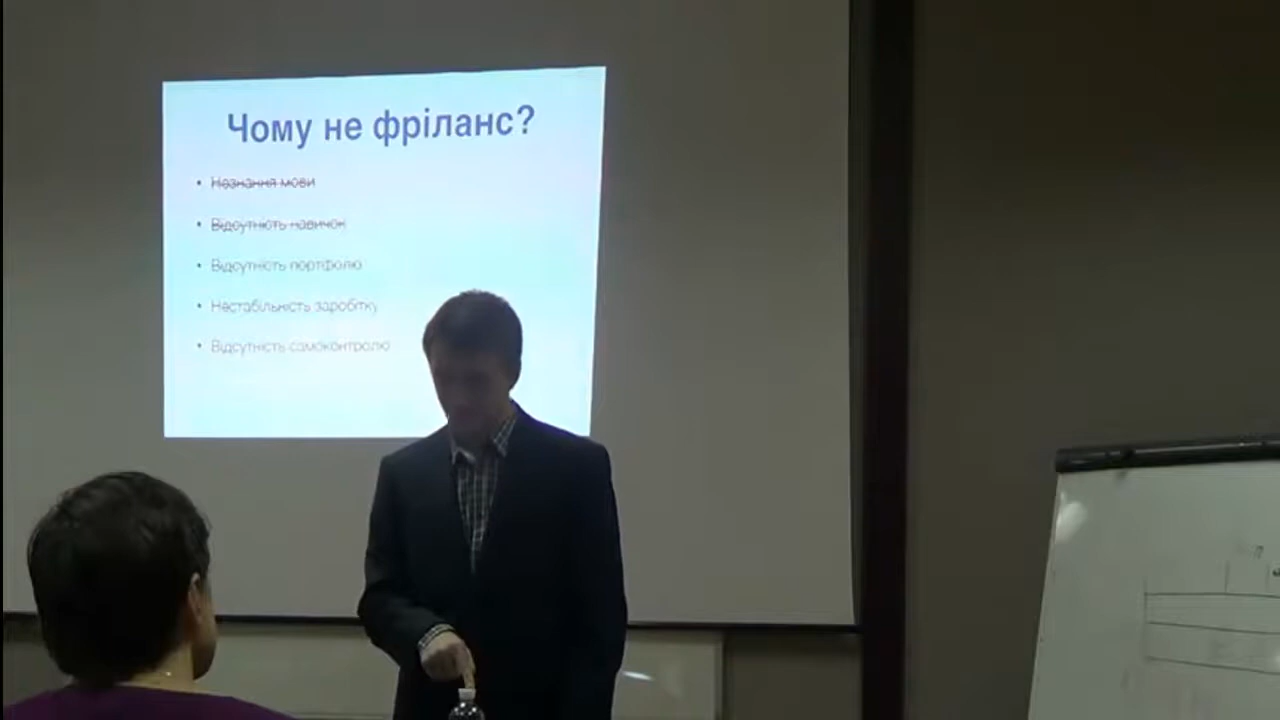 Чому не фріланс?
• Незнання мови
• Відсутність навичок
• Відсутність портфоліо
• Нестабільність заробітку
• Відсутність самоконтролю